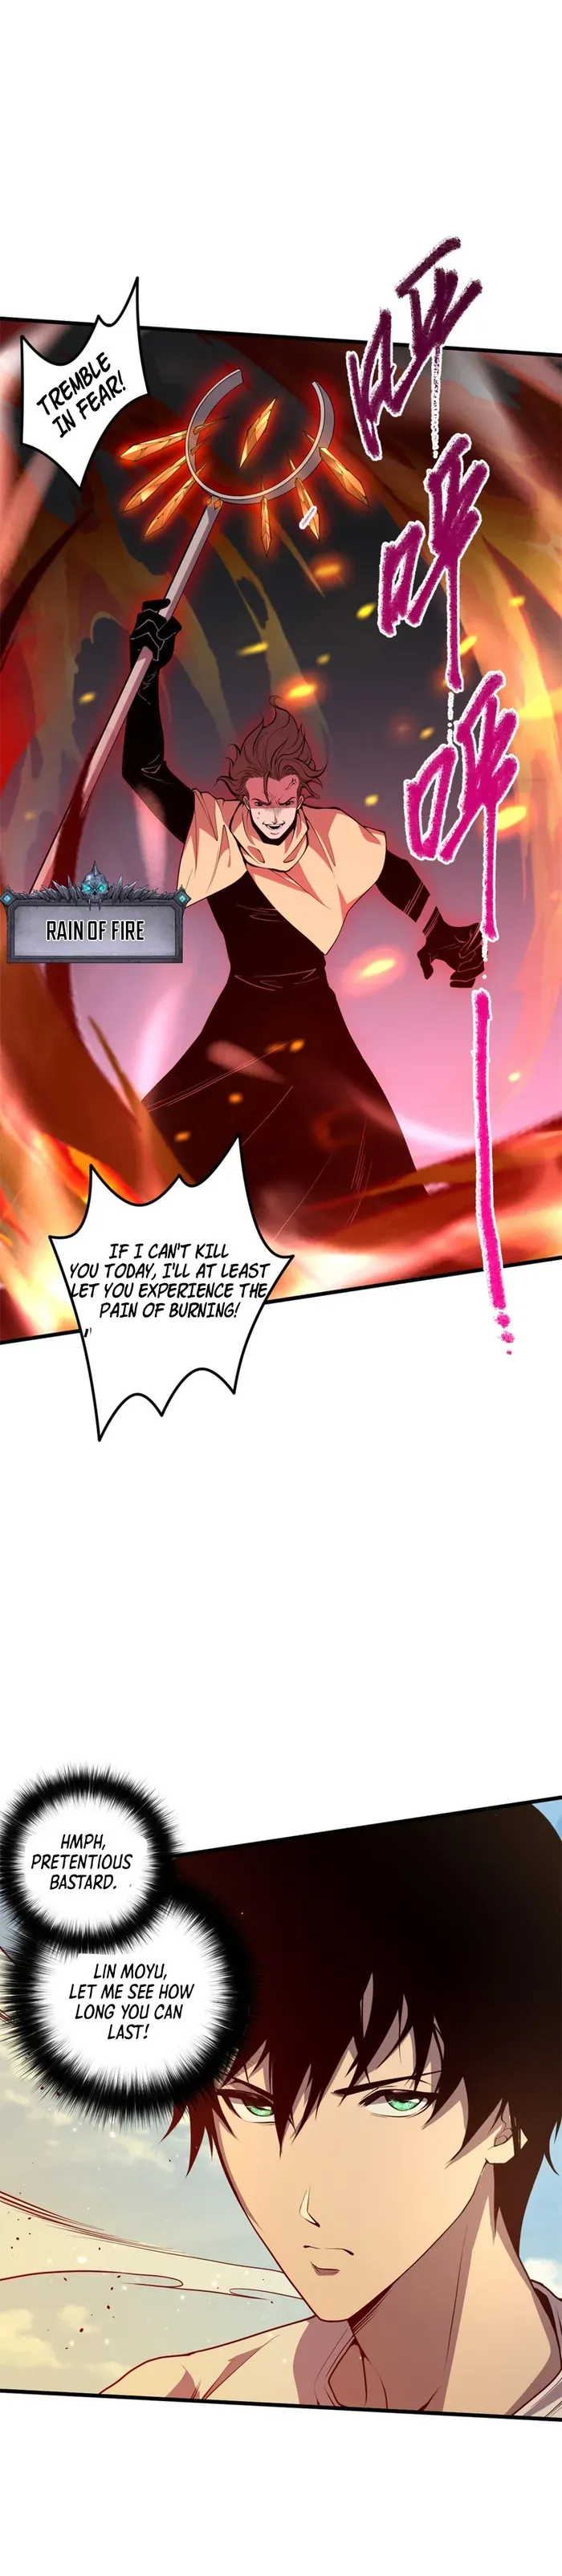 TREMBLE
IN FEAR!
呼
呼
呼
RAIN OF FIRE
IF I CAN'T KILL
YOU TODAY, I'LL AT LEAST
LET YOU EXPERIENCE THE
PAIN OF BURNING!
HMPH,
PRETENTIOUS
BASTARD.
LIN MOYU,
LET ME SEE HOW
LONG YOU CAN
LAST!